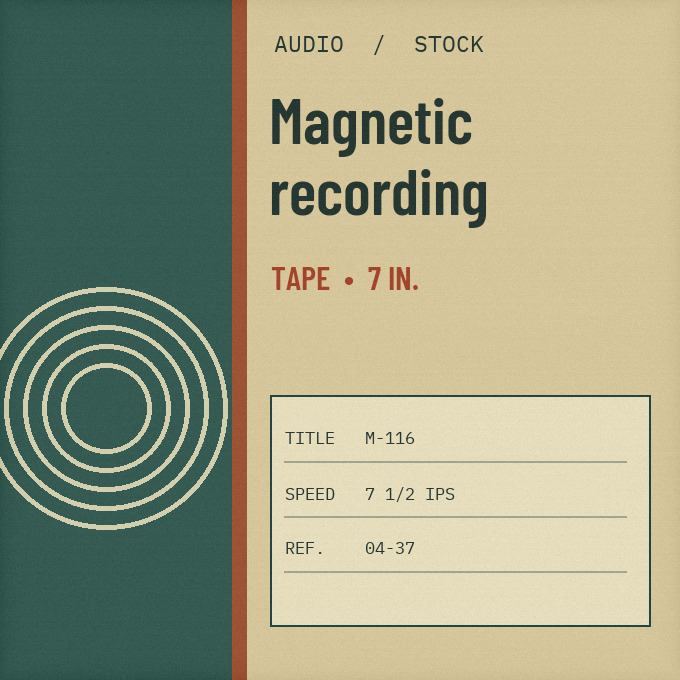 AUDIO / STOCK
Magnetic
recording
TAPE • 7 IN.
TITLE M-116
SPEED 7 1/2 IPS
REF. 04-37